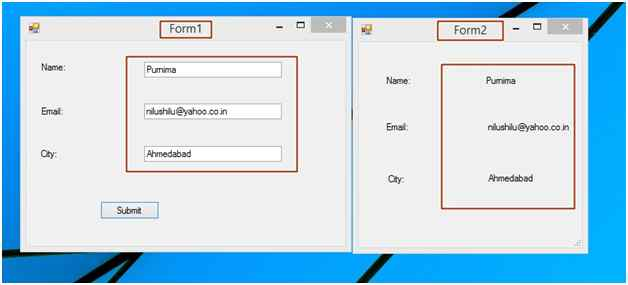 Form1
Name:
Purnima
Email:
nilushilu@yahoo.co.in
City:
Ahmedabad
Submit
Form2
Name:
Purnima
Email:
nilushilu@yahoo.co.in
City:
Ahmedabad